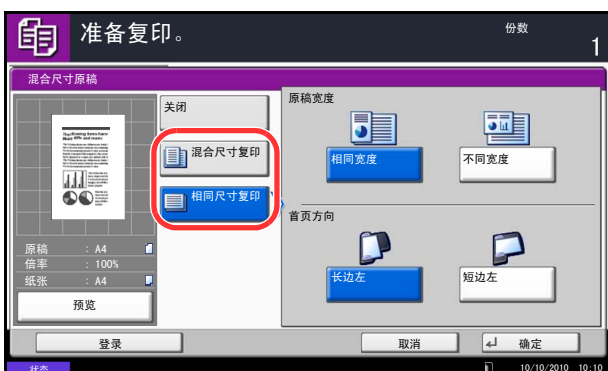 准备复印。
份数
1
混合尺寸原稿
关闭
混合尺寸复印
相同尺寸复印
原稿宽度
相同宽度
不同宽度
首页方向
长边左
短边左
原稿 : A4
倍率 : 100%
纸张 : A4
预览
登录
取消
确定
状态
10/10/2010 10:10